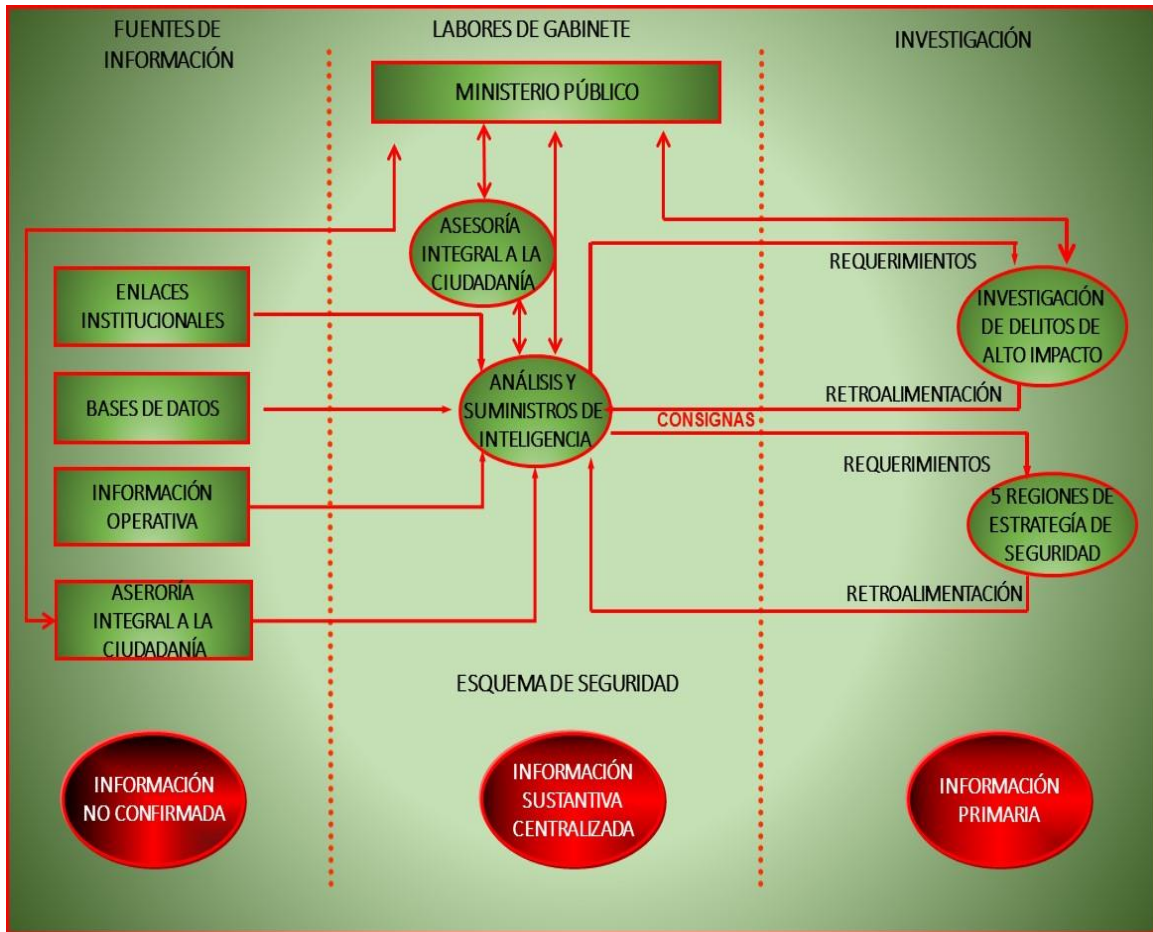 FUENTES DE
INFORMACIÓN
LABORES DE GABINETE
INVESTIGACIÓN
MINISTERIO PÚBLICO
ASESORÍA
INTEGRAL A LA
CIUDADANÍA
REQUERIMIENTOS
ENLACES
INSTITUCIONALES
INVESTIGACIÓN
DE DELITOS DE
ALTO IMPACTO
BASES DE DATOS
ANÁLISIS Y
SUMINISTROS DE
INTELIGENCIA
RETROALIMENTACIÓN
CONSIGNAS
REQUERIMIENTOS
INFORMACIÓN
OPERATIVA
5 REGIONES DE
ESTRATEGÍA DE
SEGURIDAD
ASERORÍA
INTEGRAL A LA
CIUDADANÍA
RETROALIMENTACIÓN
ESQUEMA DE SEGURIDAD
INFORMACIÓN
NO CONFIRMADA
INFORMACIÓN
SUSTANTIVA
CENTRALIZADA
INFORMACIÓN
PRIMARIA